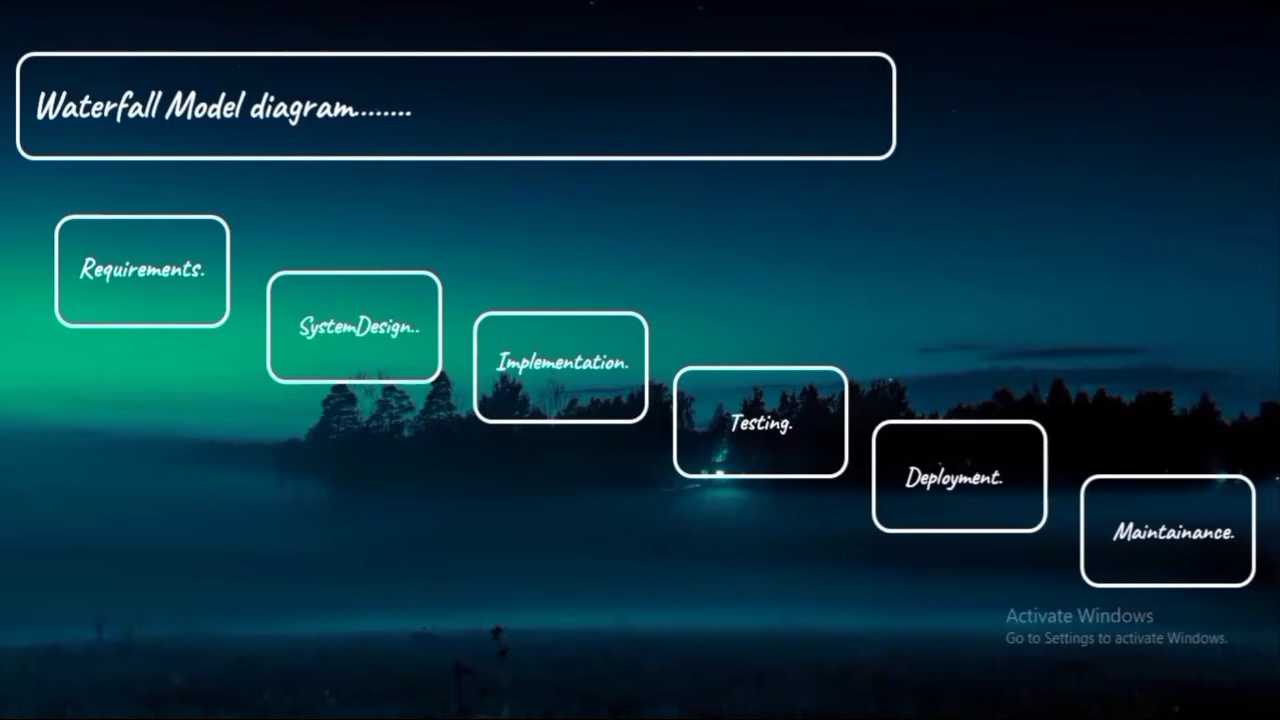 Waterfall Model diagram........
Requirements.
SystemDesign..
Implementation.
Testing.
Deployment.
Maintainance.
Activate Windows
Go to Settings to activate Windows.